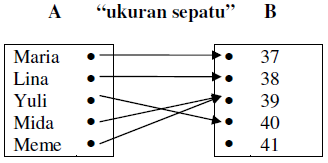 A “ukuran sepatu” B
Maria 37
Lina 38
Yuli 39
Mida 40
Meme 41